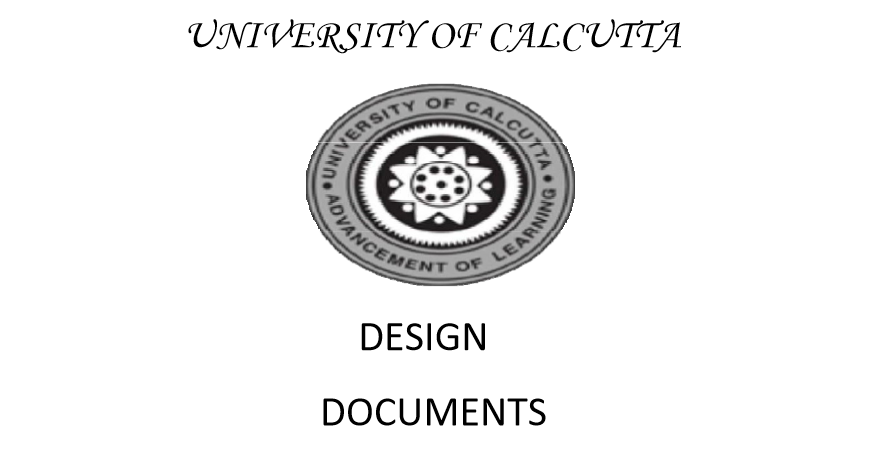 UNIVERSITY OF CALCUTTA
UNIVERSITY OF CALCUTTA
ADVANCEMENT OF LEARNING
DESIGN
DOCUMENTS